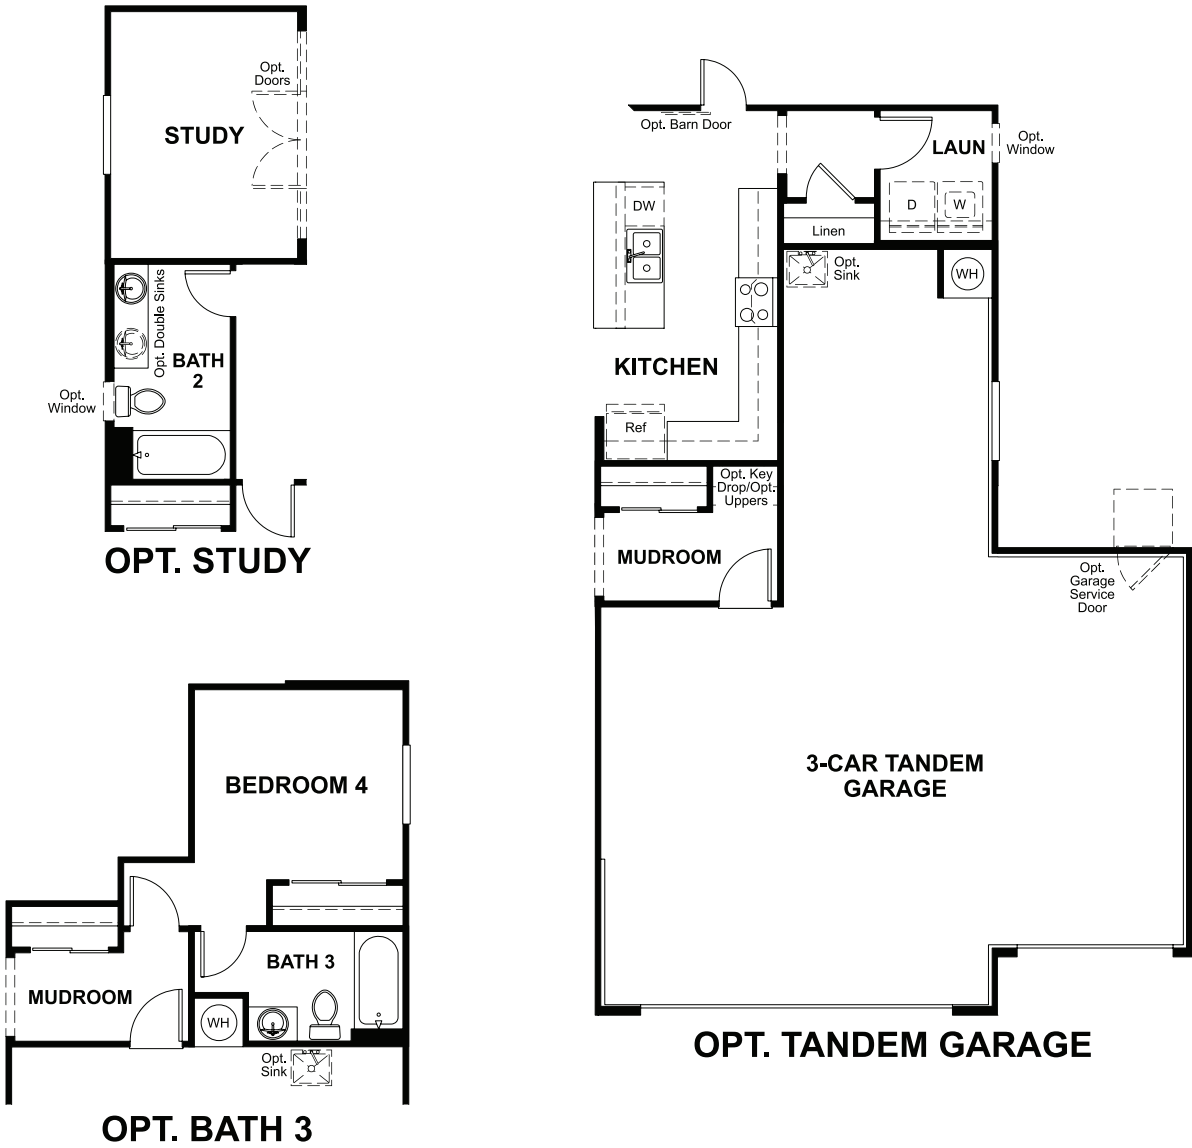 Opt.
Doors
STUDY
Opt. Double Sinks
BATH
2
Opt.
Window
OPT. STUDY
Opt. Barn Door
LAUN
Opt.
Window
D
W
DW
Linen
Opt.
Sink
WH
KITCHEN
Ref
Opt. Key
Drop/Opt.
Uppers
MUDROOM
Opt.
Garage
Service
Door
3-CAR TANDEM
GARAGE
OPT. TANDEM GARAGE
BEDROOM 4
BATH 3
MUDROOM
WH
Opt.
Sink
OPT. BATH 3